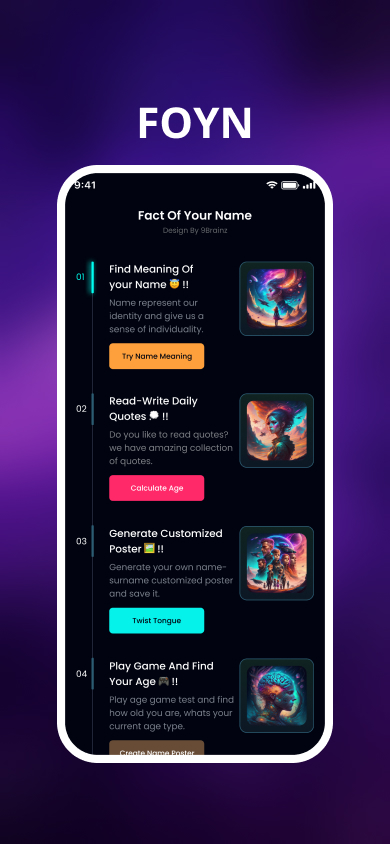 FOYN
9:41
Fact Of Your Name
Design By 9Brainz
01
Find Meaning Of
your Name 😇 !!
Name represent our
identity and give us a
sense of individuality.
Try Name Meaning
02
Read-Write Daily
Quotes 💭 !!
Do you like to read quotes?
we have amazing collection
of quotes.
Calculate Age
03
Generate Customized
Poster 🖼️ !!
Generate your own name-
surname customized poster
and save it.
Twist Tongue
04
Play Game And Find
Your Age 🎮 !!
Play age game test and find
how old you are, whats your
current age type.
Create Name Poster